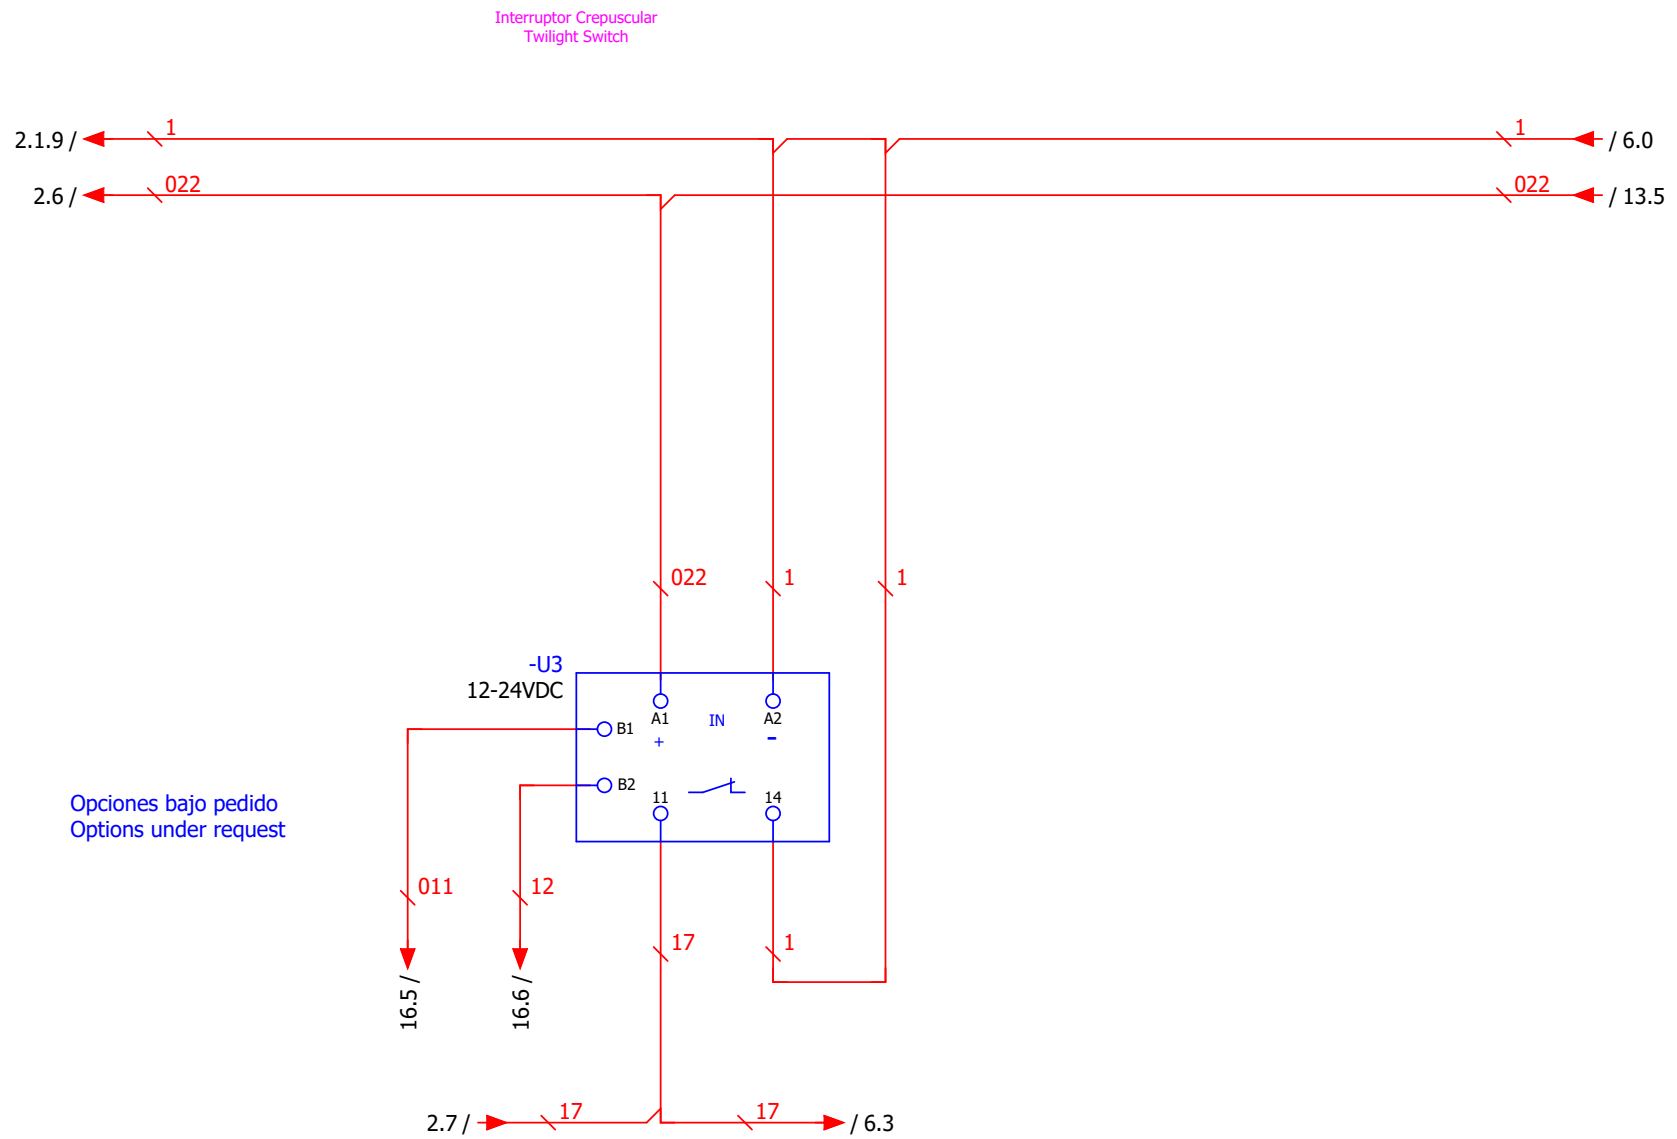 Interruptor Crepuscular
Twilight Switch
2.1.9 /
1
1
/ 6.0
2.6 /
022
022
/ 13.5
022
1
1
-U3
12-24VDC
A1
IN
A2
B1
+
-
B2
11
14
Opciones bajo pedido
Options under request
011
12
17
1
16.5 /
16.6 /
2.7 /
17
17
/ 6.3